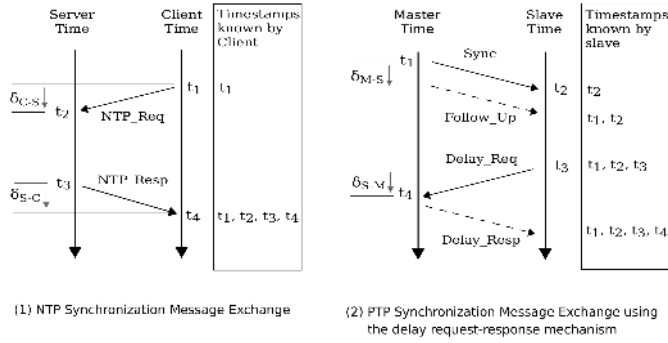 Server Time
Client Time
Timestamps known by Client
t1
t1
δC-S
t2
NTP_Req
t3
NTP_Resp
δS-C
t4
t1, t2, t3, t4
(1) NTP Synchronization Message Exchange
Master Time
Slave Time
Timestamps known by slave
t1
Sync
δM-S
t2
t2
Follow_Up
t1, t2
Delay_Req
t3
t1, t2, t3
δS-M
t4
Delay_Resp
t1, t2, t3, t4
(2) PTP Synchronization Message Exchange using
the delay request-response mechanism